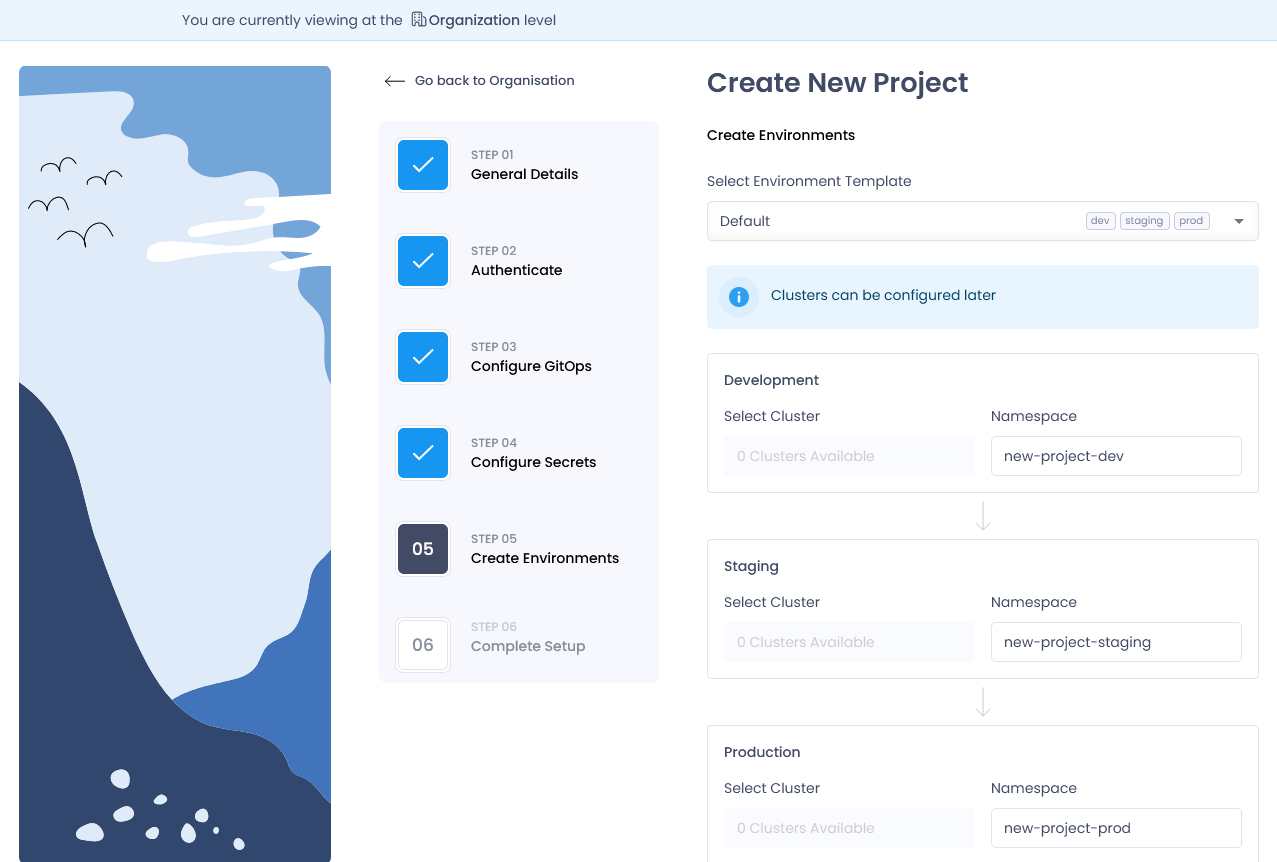 You are currently viewing at the Organization level
Go back to Organisation
STEP 01
General Details
STEP 02
Authenticate
STEP 03
Configure GitOps
STEP 04
Configure Secrets
05
STEP 05
Create Environments
06
STEP 06
Complete Setup
Create New Project
Create Environments
Select Environment Template
Default dev staging prod
Clusters can be configured later
Development
Select Cluster Namespace
0 Clusters Available new-project-dev
Staging
Select Cluster Namespace
0 Clusters Available new-project-staging
Production
Select Cluster Namespace
0 Clusters Available new-project-prod